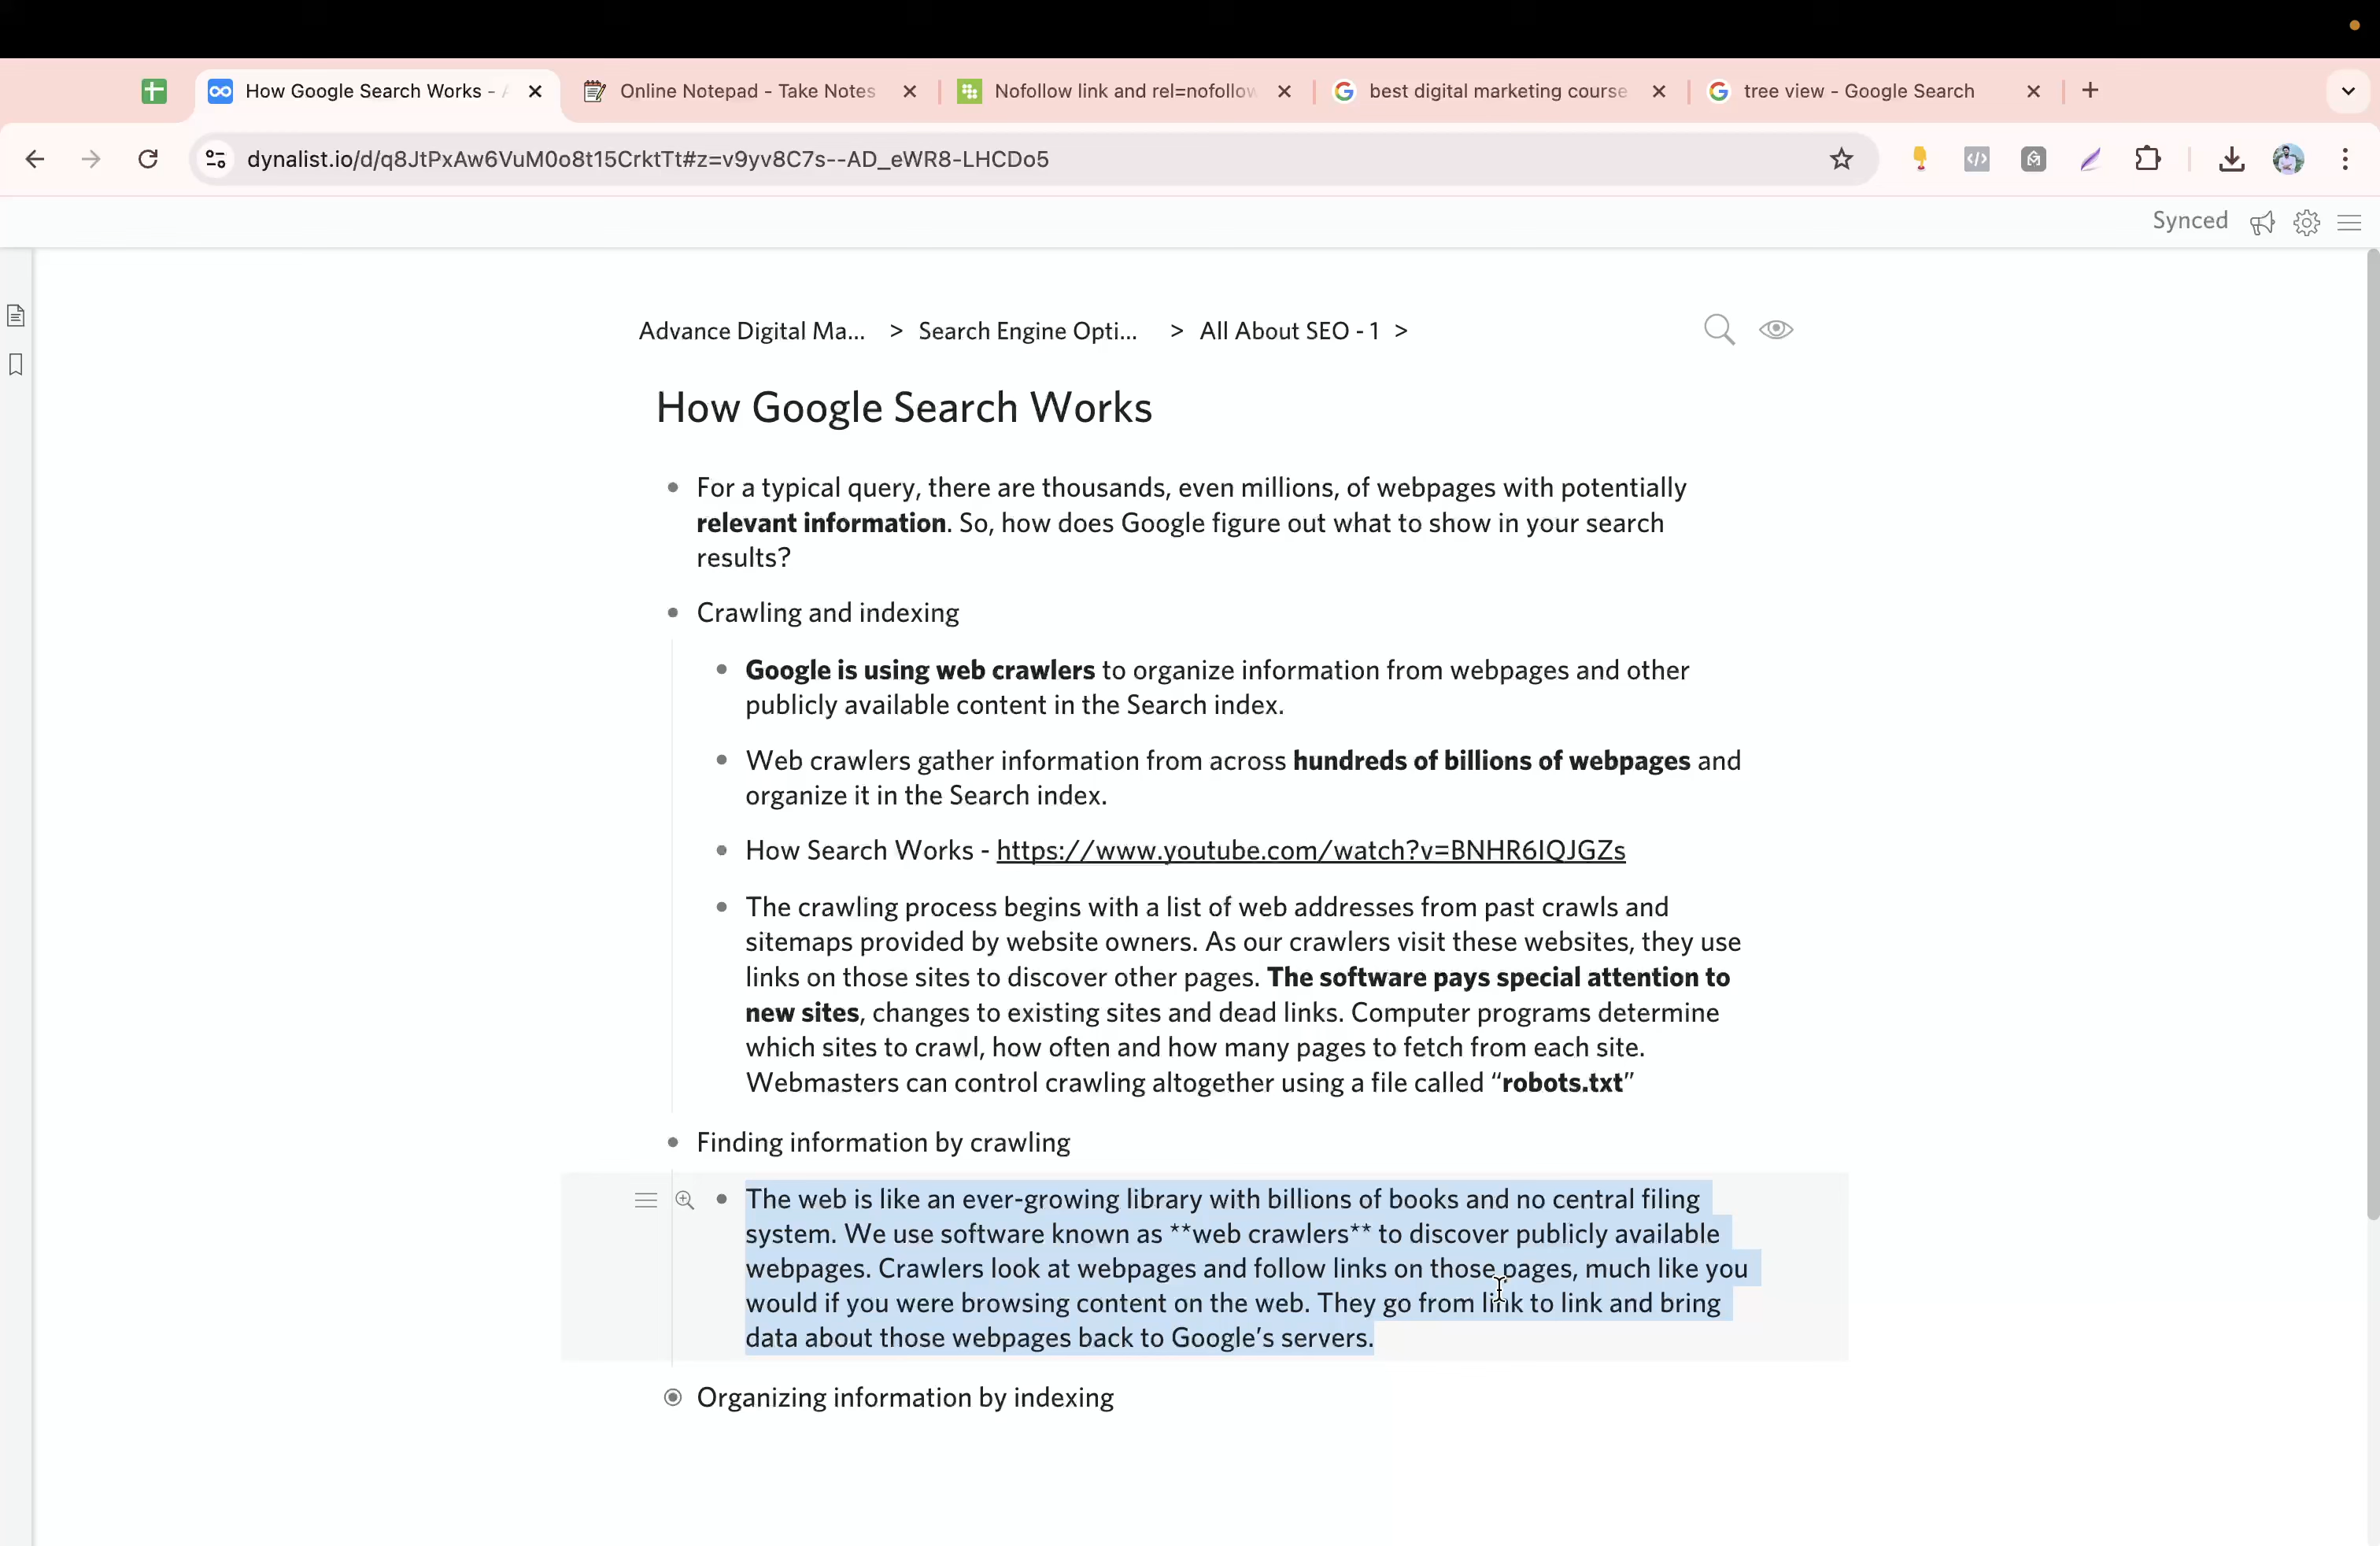 How Google Search Works - A
Online Notepad - Take Notes
Nofollow link and rel=nofollow
best digital marketing course
tree view - Google Search
dynalist.io/d/q8JtPxAw6VuM0o8t15CrktTt#z=v9yv8C7s--AD_eWR8-LHCDo5
Synced
Advance Digital Ma... > Search Engine Opti... > All About SEO - 1 >
How Google Search Works
For a typical query, there are thousands, even millions, of webpages with potentially
relevant information. So, how does Google figure out what to show in your search
results?
Crawling and indexing
Google is using web crawlers to organize information from webpages and other
publicly available content in the Search index.
Web crawlers gather information from across hundreds of billions of webpages and
organize it in the Search index.
How Search Works - https://www.youtube.com/watch?v=BNHR6IQJGZs
The crawling process begins with a list of web addresses from past crawls and
sitemaps provided by website owners. As our crawlers visit these websites, they use
links on those sites to discover other pages. The software pays special attention to
new sites, changes to existing sites and dead links. Computer programs determine
which sites to crawl, how often and how many pages to fetch from each site.
Webmasters can control crawling altogether using a file called “robots.txt”
Finding information by crawling
The web is like an ever-growing library with billions of books and no central filing
system. We use software known as **web crawlers** to discover publicly available
webpages. Crawlers look at webpages and follow links on those pages, much like you
would if you were browsing content on the web. They go from link to link and bring
data about those webpages back to Google’s servers.
Organizing information by indexing